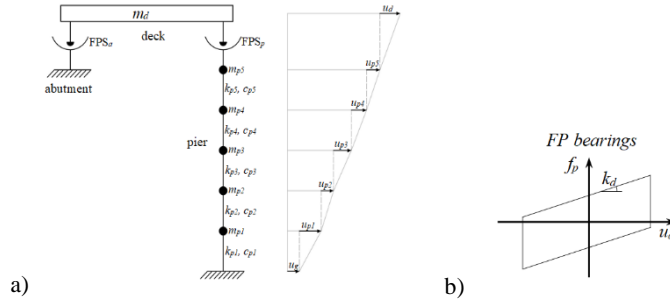 m_d
deck
FPS_a
FPS_p
abutment
m_p5
k_p5, c_p5
m_p4
k_p4, c_p4
pier
m_p3
k_p3, c_p3
m_p2
k_p2, c_p2
m_p1
k_p1, c_p1
a)
u_d
u_p5
u_p4
u_p3
u_p2
u_p1
u_g
FP bearings
f_p
k_d
b)